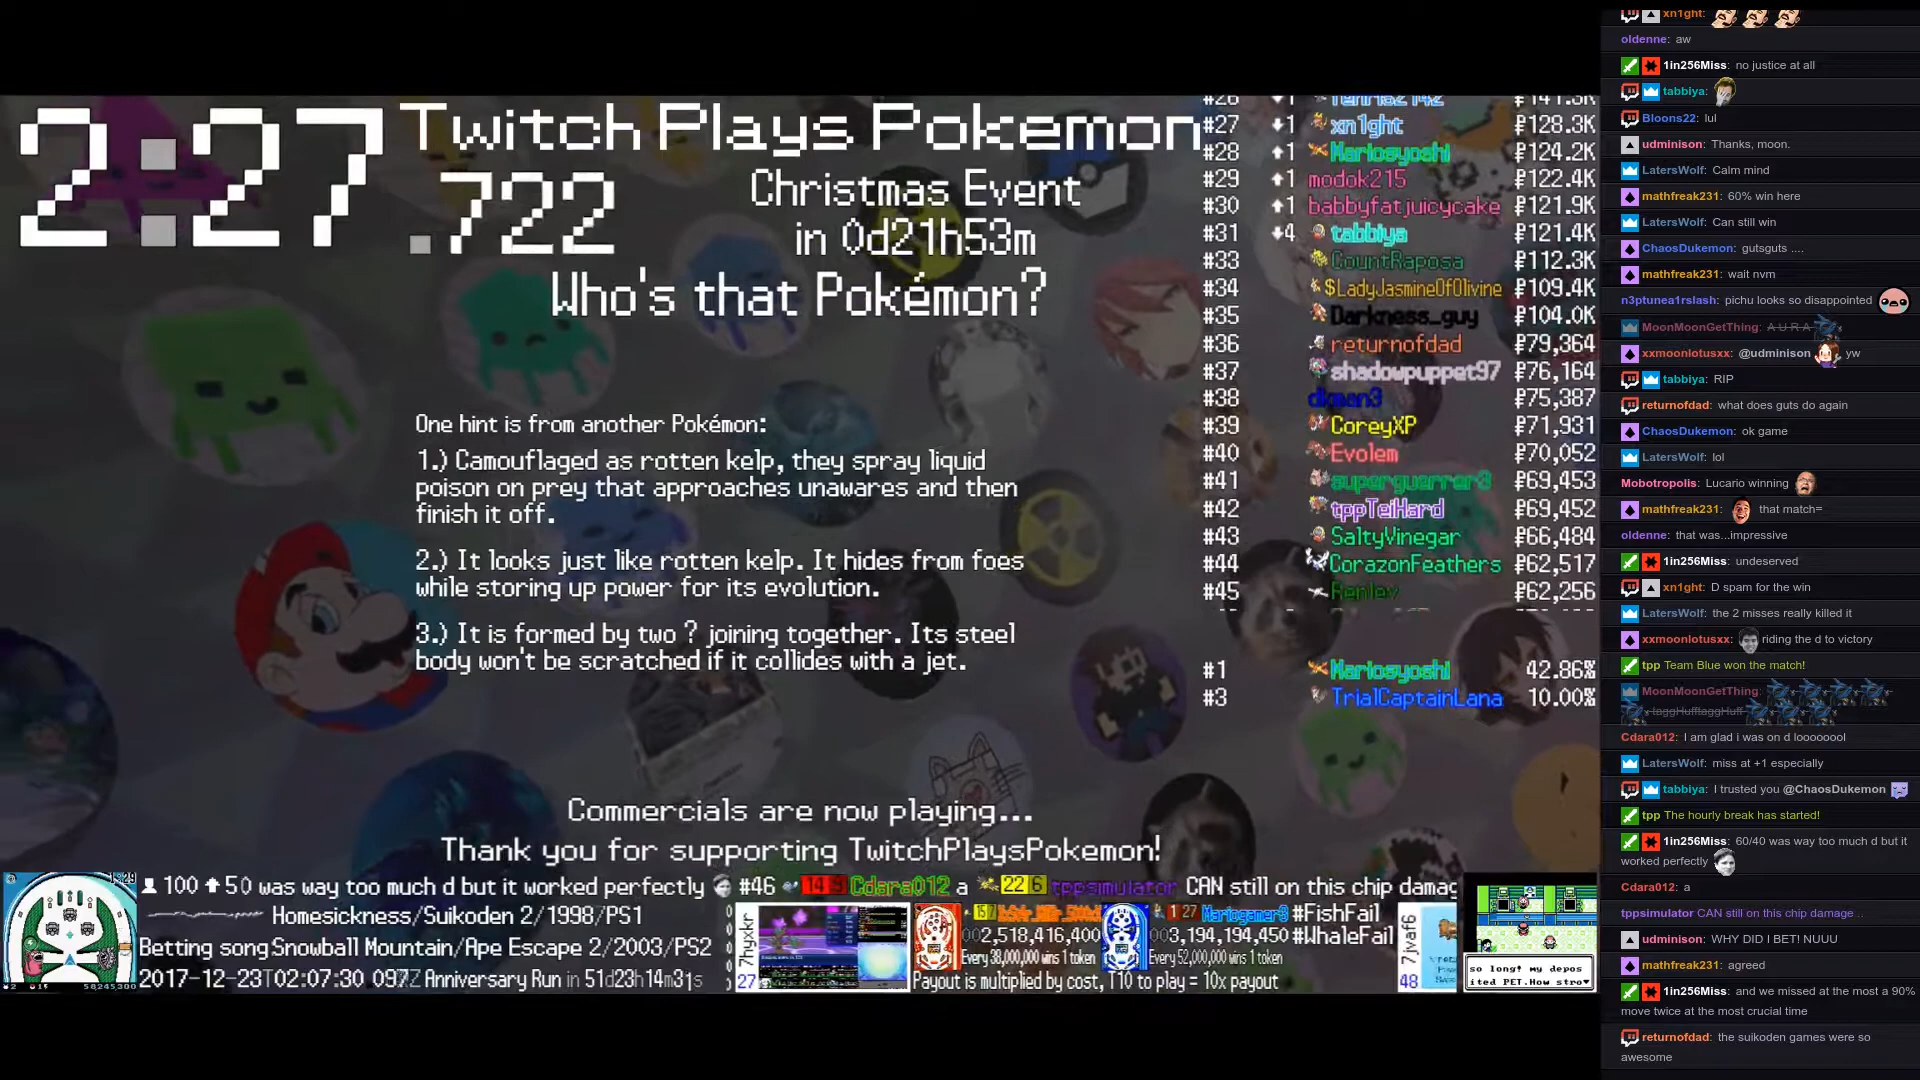 2:27.722
Twitch Plays Pokemon
Christmas Event
in 0d21h53m
Who's that Pokémon?
One hint is from another Pokémon:
1.) Camouflaged as rotten kelp, they spray liquid
poison on prey that approaches unawares and then
finish it off.
2.) It looks just like rotten kelp. It hides from foes
while storing up power for its evolution.
3.) It is formed by two ? joining together. Its steel
body won't be scratched if it collides with a jet.
Commercials are now playing...
Thank you for supporting TwitchPlaysPokemon!
#27 1 xn1ght ₽128.3K
#28 1 Mariosyoshi ₽124.2K
#29 1 modok215 ₽122.4K
#30 1 babbyfatjuicycake ₽121.9K
#31 4 tabbiya ₽121.4K
#33 CountRaposa ₽112.3K
#34 $LadyJasmineOfOlivine ₽109.4K
#35 Darkness_guy ₽104.0K
#36 returnofdad ₽79,364
#37 shadowpuppet97 ₽76,164
#38 dkman3 ₽75,387
#39 CoreyXP ₽71,931
#40 Evolem ₽70,052
#41 superguerrer3 ₽69,453
#42 tppTeiHard ₽69,452
#43 SaltyVinegar ₽66,484
#44 CorazonFeathers ₽62,517
#45 ₽62,256
#1 Mariosyoshi 42.86%
#3 TrialCaptainLana 10.00%
1:29
100 50 was way too much d but it worked perfectly #46 Cdara012 a 22 6 tppsimulator CAN still on this chip damag
Homesickness/Suikoden 2/1998/PS1
Betting song: Snowball Mountain/Ape Escape 2/2003/PS2
2017-12-23T02:07:30 Anniversary Run in 51d23h14m31s
7hyxkr
27
2,518,416,400
Every 38,000,000 wins 1 token
1 27 Mariogamer3 #FishFail
3,194,194,450 #WhaleFail
Every 52,000,000 wins 1 token
Payout is multiplied by cost, T10 to play = 10x payout
7jvaf6
48
so long! my depos
ited PET.How stro
xn1ght:
oldenne: aw
1in256Miss: no justice at all
tabbiya:
Bloons22: lul
udminison: Thanks, moon.
LatersWolf: Calm mind
mathfreak231: 60% win here
LatersWolf: Can still win
ChaosDukemon: gutsguts ....
mathfreak231: wait nvm
n3ptunea1rslash: pichu looks so disappointed
MoonMoonGetThing: A U R A
xxmoonlotusxx: @udminison yw
tabbiya: RIP
returnofdad: what does guts do again
ChaosDukemon: ok game
LatersWolf: lol
Mobotropolis: Lucario winning
mathfreak231: that match=
oldenne: that was...impressive
1in256Miss: undeserved
xn1ght: D spam for the win
LatersWolf: the 2 misses really killed it
xxmoonlotusxx: riding the d to victory
tpp Team Blue won the match!
MoonMoonGetThing:
taggHufftaggHuff
Cdara012: I am glad i was on d looooool
LatersWolf: miss at +1 especially
tabbiya: I trusted you @ChaosDukemon
tpp The hourly break has started!
1in256Miss: 60/40 was way too much d but it
worked perfectly
Cdara012: a
tppsimulator CAN still on this chip damage ..
udminison: WHY DID I BET! NUUU
mathfreak231: agreed
1in256Miss: and we missed at the most a 90%
move twice at the most crucial time
returnofdad: the suikoden games were so
awesome